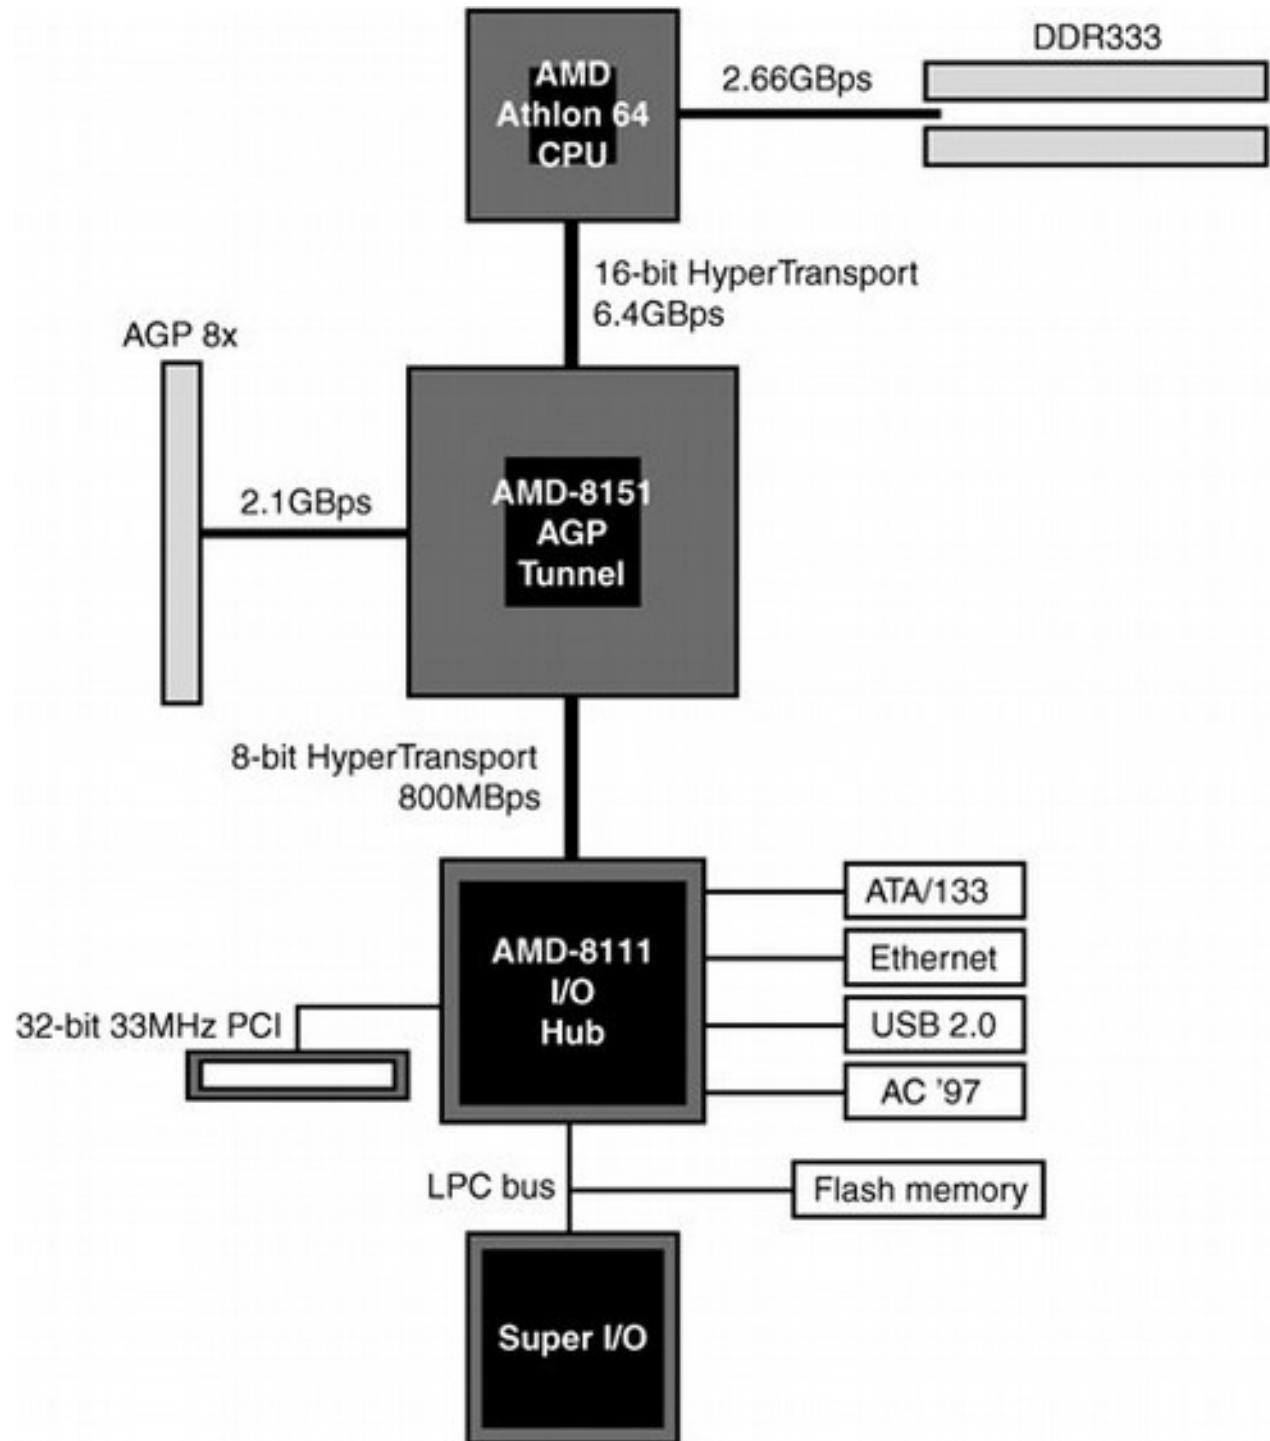 DDR333
AMD
Athlon 64
CPU
2.66GBps
16-bit HyperTransport
6.4GBps
AGP 8x
2.1GBps
AMD-8151
AGP
Tunnel
8-bit HyperTransport
800MBps
ATA/133
AMD-8111
I/O
Hub
Ethernet
32-bit 33MHz PCI
USB 2.0
AC ’97
LPC bus
Flash memory
Super I/O